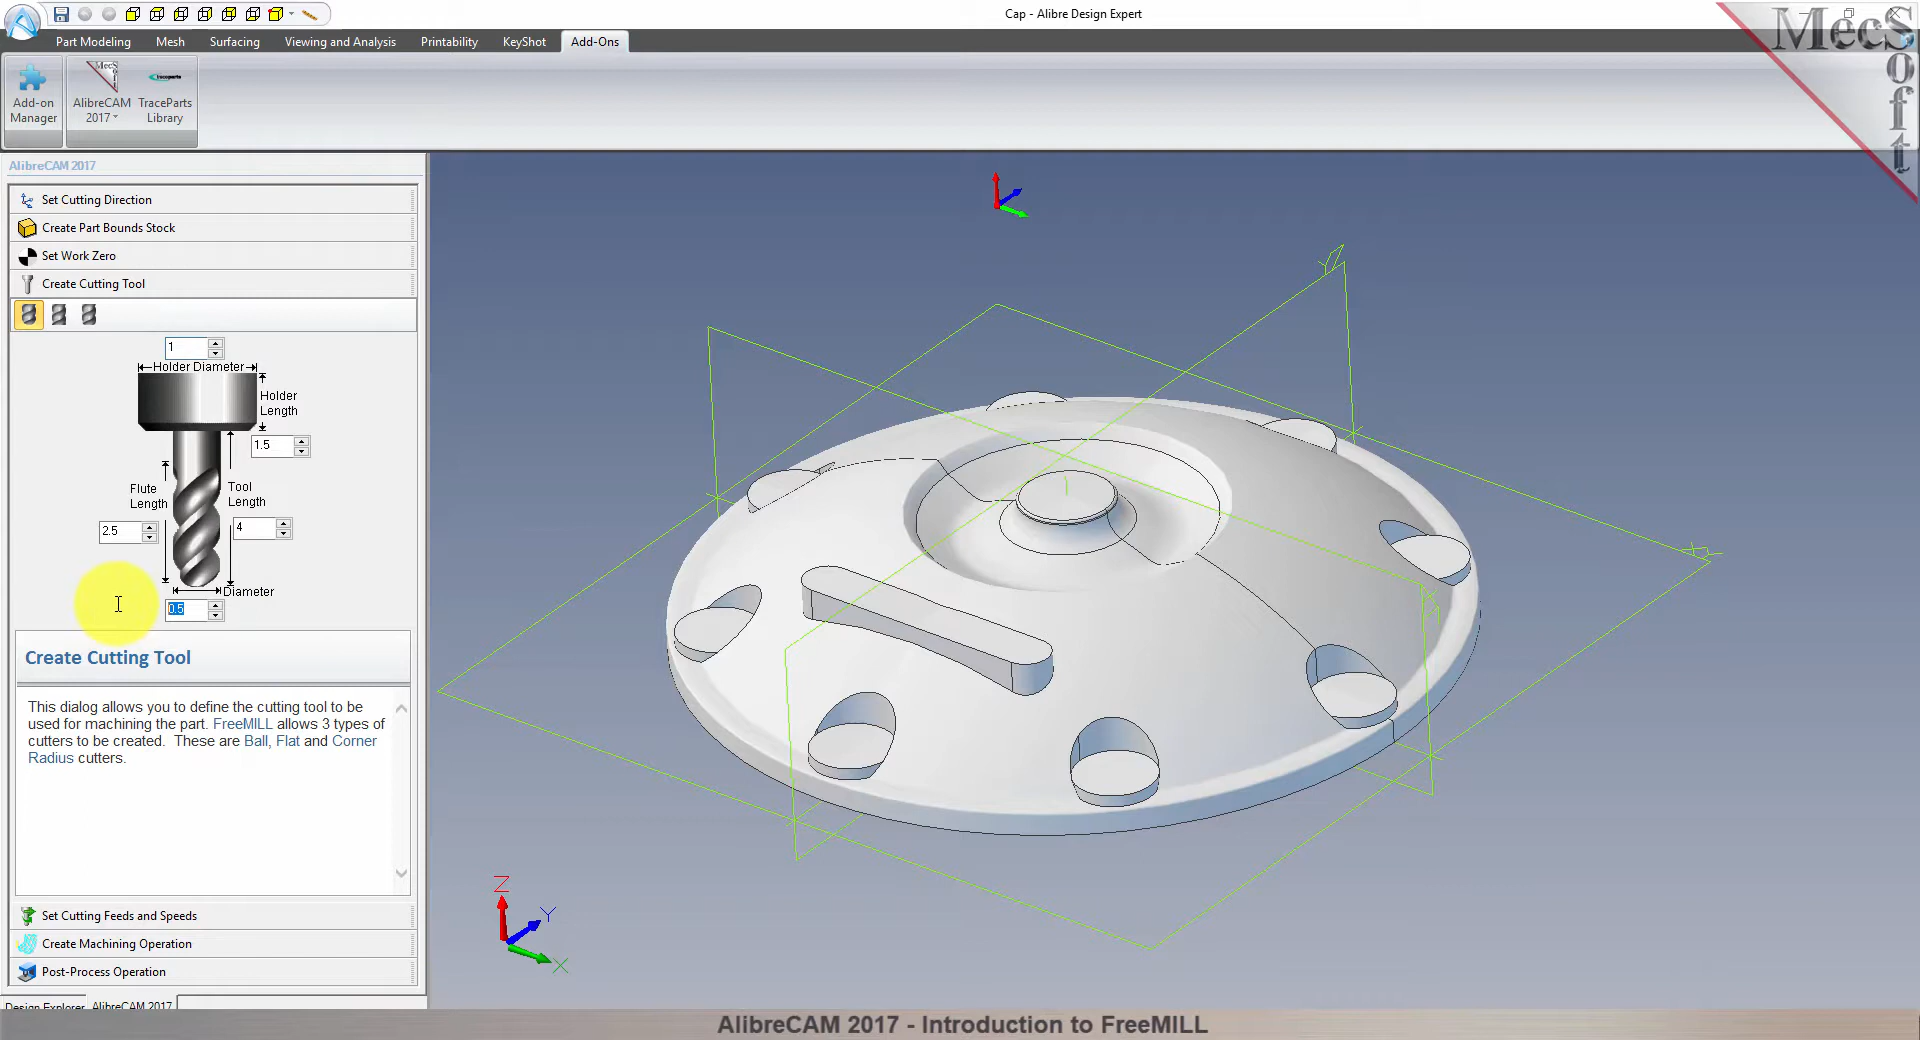 Cap - Alibre Design Expert
Part Modeling Mesh Surfacing Viewing and Analysis Printability KeyShot Add-Ons
MecSoft
Add-on Manager
AlibreCAM 2017
TraceParts Library
AlibreCAM 2017
Set Cutting Direction
Create Part Bounds Stock
Set Work Zero
Create Cutting Tool
1
Holder Diameter
Holder
Length
1.5
Flute
Length
Tool
Length
2.5
4
Diameter
0.5
Create Cutting Tool
This dialog allows you to define the cutting tool to be
used for machining the part. FreeMILL allows 3 types of
cutters to be created. These are Ball, Flat and Corner
Radius cutters.
Set Cutting Feeds and Speeds
Create Machining Operation
Post-Process Operation
Design Explorer AlibreCAM 2017
Z
Y
X
AlibreCAM 2017 - Introduction to FreeMILL